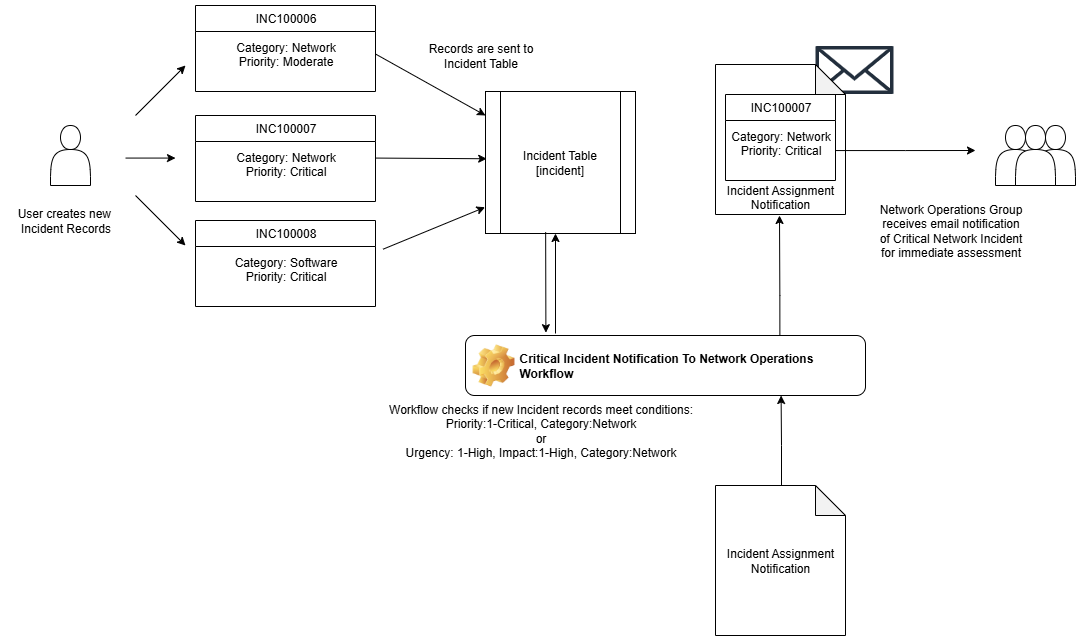 INC100006
Category: Network
Priority: Moderate
Records are sent to
Incident Table
INC100007
Category: Network
Priority: Critical
User creates new
Incident Records
INC100008
Category: Software
Priority: Critical
Incident Table
[incident]
INC100007
Category: Network
Priority: Critical
Incident Assignment
Notification
Network Operations Group
receives email notification
of Critical Network Incident
for immediate assessment
Critical Incident Notification To Network Operations
Workflow
Workflow checks if new Incident records meet conditions:
Priority:1-Critical, Category:Network
or
Urgency: 1-High, Impact:1-High, Category:Network
Incident Assignment
Notification